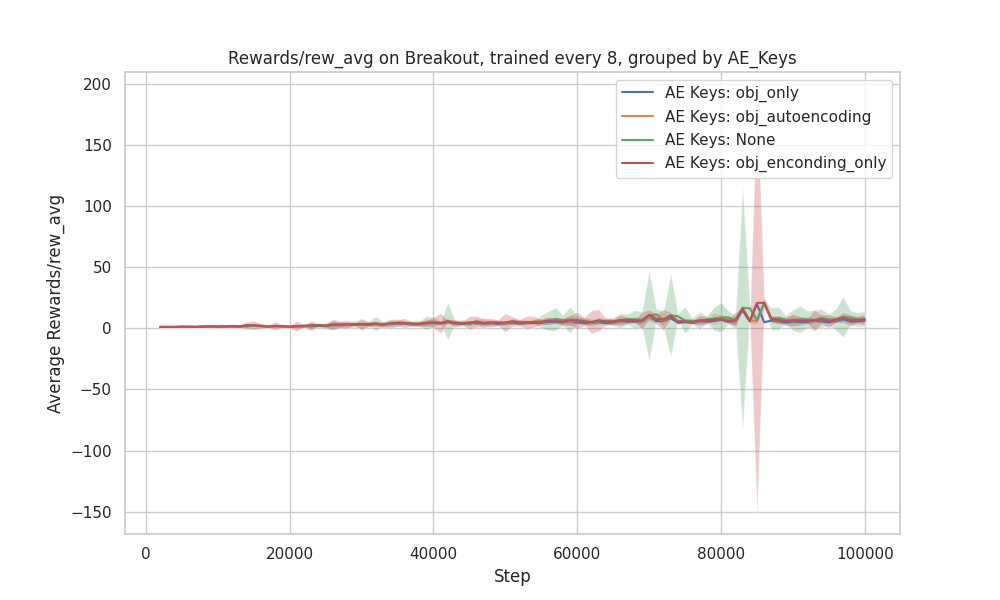 Rewards/rew_avg on Breakout, trained every 8, grouped by AE_Keys
AE Keys: obj_only
AE Keys: obj_autoencoding
AE Keys: None
AE Keys: obj_enconding_only
Average Rewards/rew_avg
200
150
100
50
0
−50
−100
−150
0 20000 40000 60000 80000 100000
Step